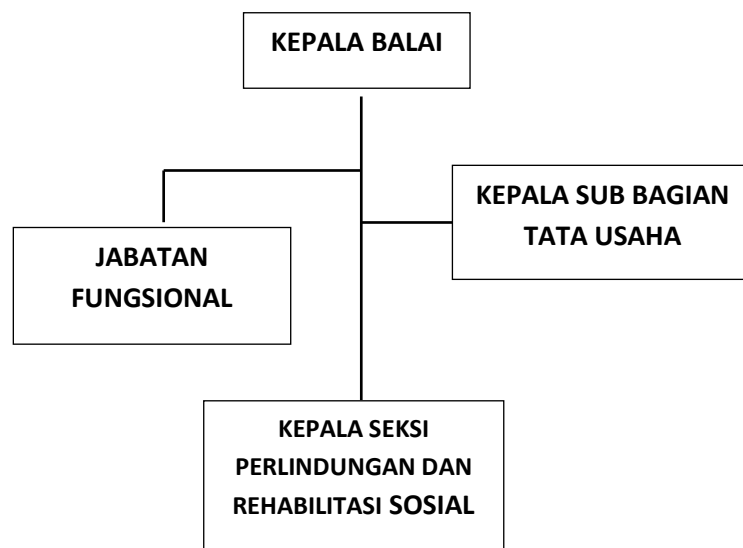 KEPALA BALAI
KEPALA SUB BAGIAN
TATA USAHA
JABATAN
FUNGSIONAL
KEPALA SEKSI
PERLINDUNGAN DAN
REHABILITASI SOSIAL